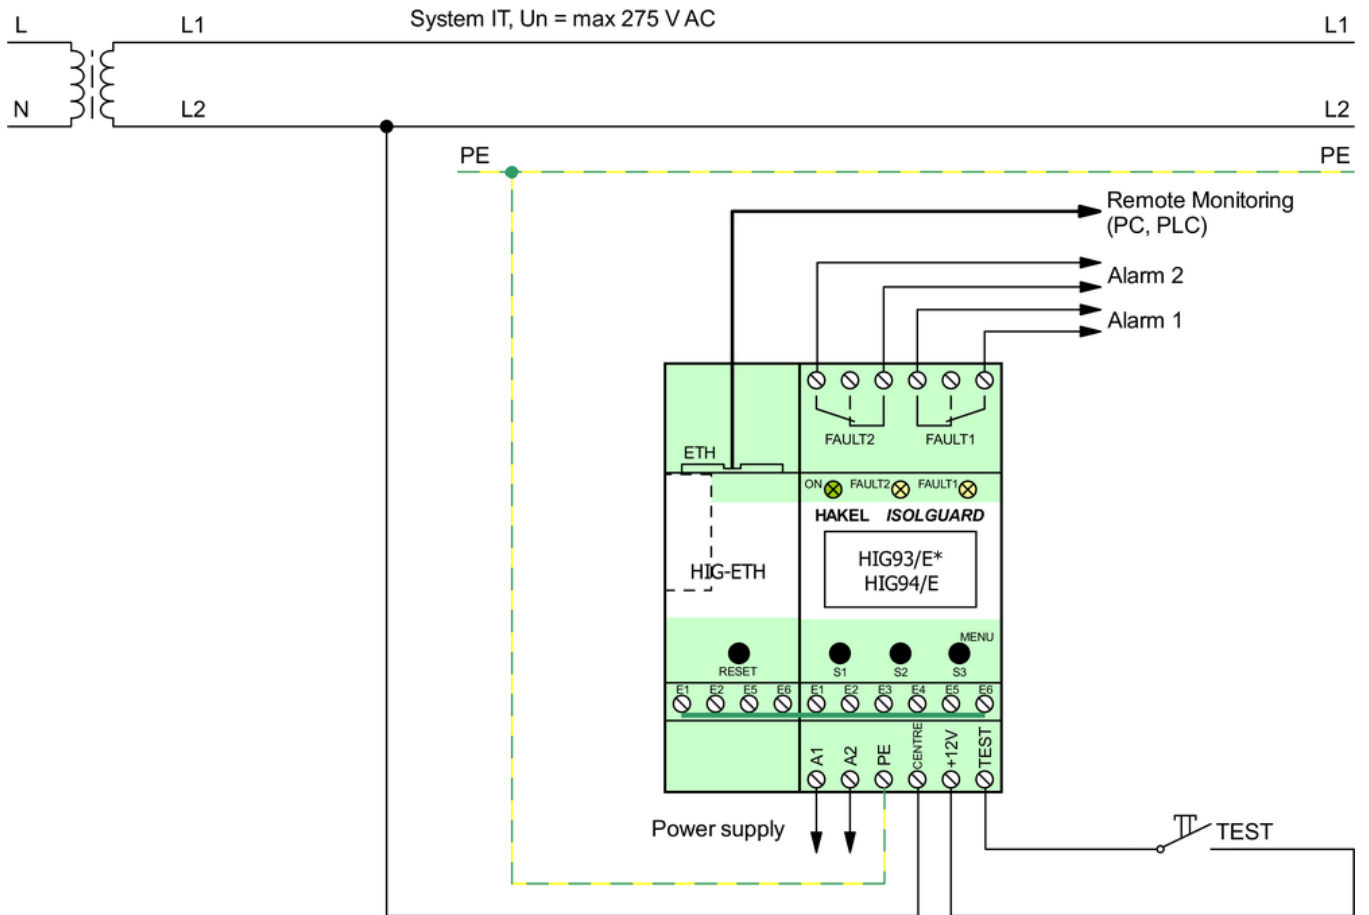 L
L1
System IT, Un = max 275 V AC
L1
N
L2
L2
PE
PE
Remote Monitoring
(PC, PLC)
Alarm 2
Alarm 1
FAULT2
FAULT1
ETH
ON
FAULT2
FAULT1
HAKEL
ISOLGUARD
HIG-ETH
HIG93/E*
HIG94/E
MENU
RESET
S1
S2
S3
E1
E2
E5
E6
E1
E2
E3
E4
E5
E6
A1
A2
PE
CENTRE
+12V
TEST
Power supply
TEST